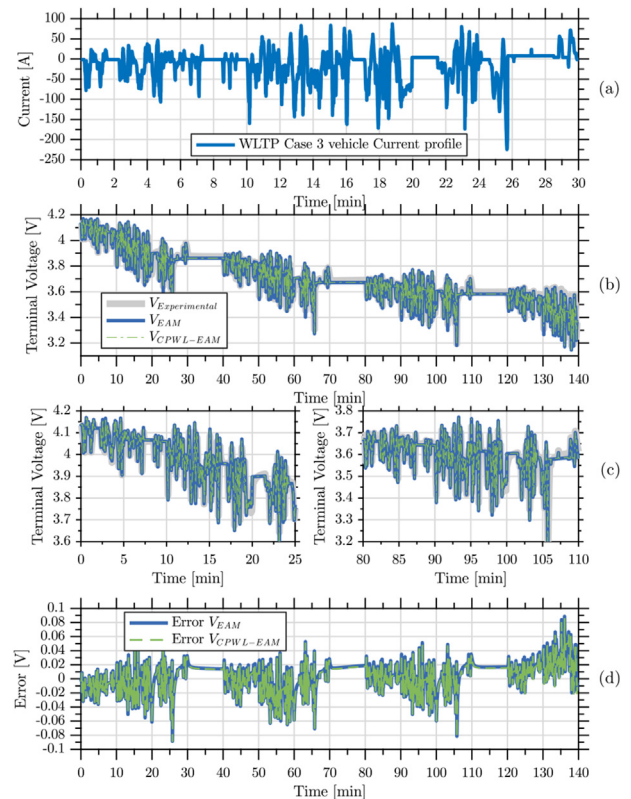 100
50
0
-50
-100
-150
-200
-250
Current [A]
WLTP Case 3 vehicle Current profile
(a)
0 2 4 6 8 10 12 14 16 18 20 22 24 26 28 30
Time [min]
4.2
4
3.8
3.6
3.4
3.2
Terminal Voltage [V]
V_Experimental
V_EAM
V_CPWL-EAM
(b)
0 10 20 30 40 50 60 70 80 90 100 110 120 130 140
Time [min]
4.2
4.1
4
3.9
3.8
3.7
3.6
Terminal Voltage [V]
0 5 10 15 20 25
Time [min]
3.8
3.7
3.6
3.5
3.4
3.3
3.2
Terminal Voltage [V]
80 85 90 95 100 105 110
Time [min]
(c)
0.1
0.08
0.06
0.04
0.02
0
-0.02
-0.04
-0.06
-0.08
-0.1
Error [V]
Error V_EAM
Error V_CPWL-EAM
(d)
0 10 20 30 40 50 60 70 80 90 100 110 120 130 140
Time [min]